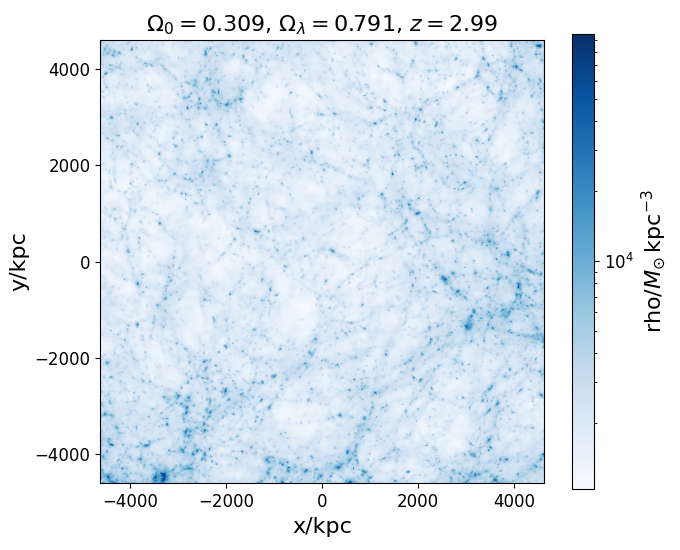 Ω₀ = 0.309, Ω_λ = 0.791, z = 2.99
4000
2000
0
−2000
−4000
y/kpc
−4000
−2000
0
2000
4000
x/kpc
10⁴
rho/M☉ kpc⁻³